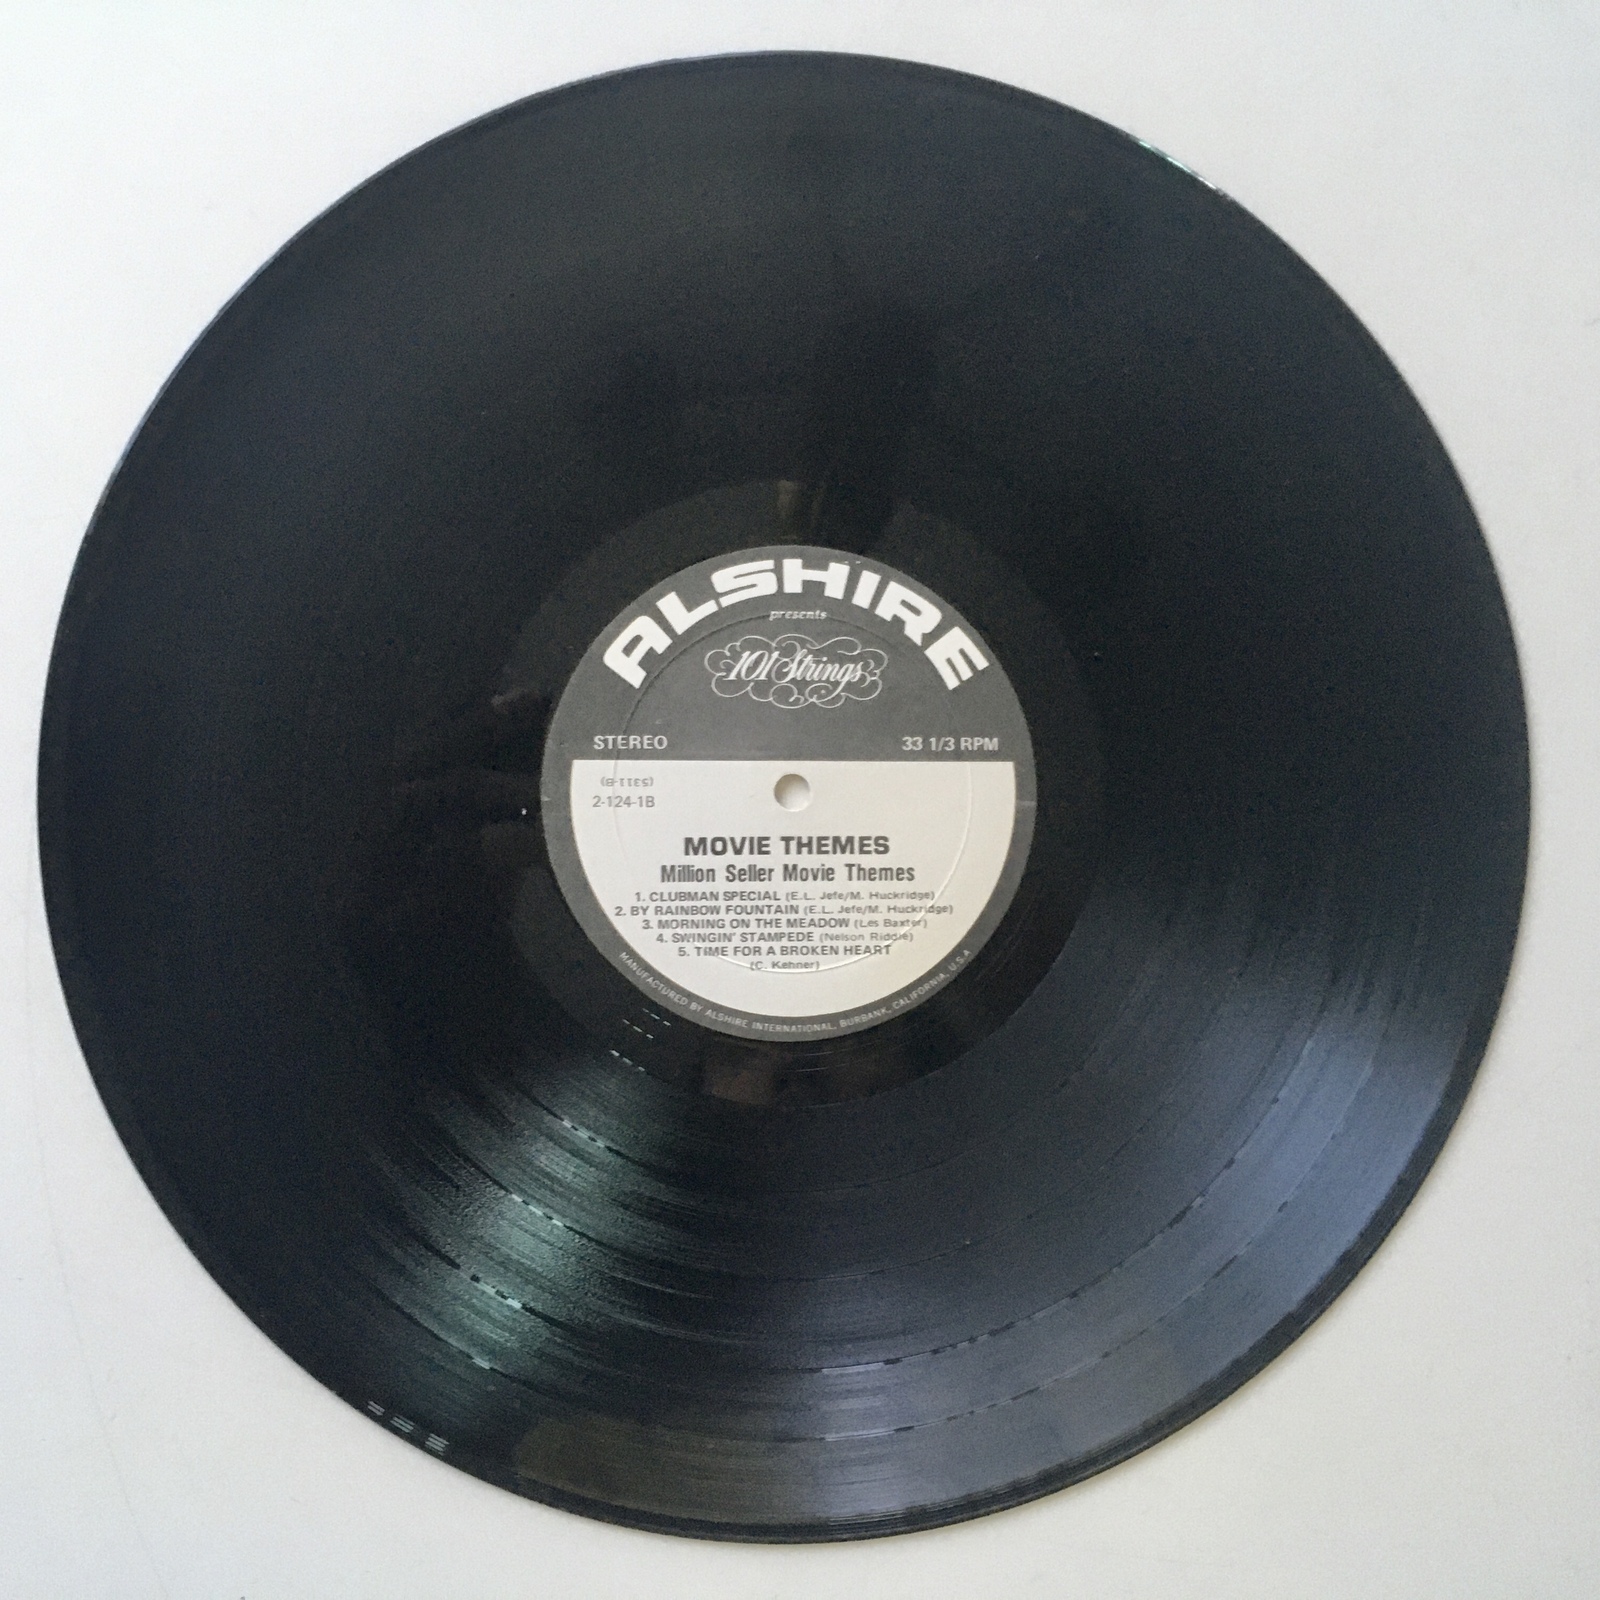 ALSHIRE
presents
101 Strings
STEREO
33 1/3 RPM
(5311-B)
2-124-1B
MOVIE THEMES
Million Seller Movie Themes
1. CLUBMAN SPECIAL (E.L. Jefe/M. Huckridge)
2. BY RAINBOW FOUNTAIN (E.L. Jefe/M. Huckridge)
3. MORNING ON THE MEADOW (Les Baxter)
4. SWINGIN' STAMPEDE (Nelson Riddle)
5. TIME FOR A BROKEN HEART
(C. Kehner)
MANUFACTURED BY ALSHIRE INTERNATIONAL, BURBANK, CALIFORNIA, U.S.A